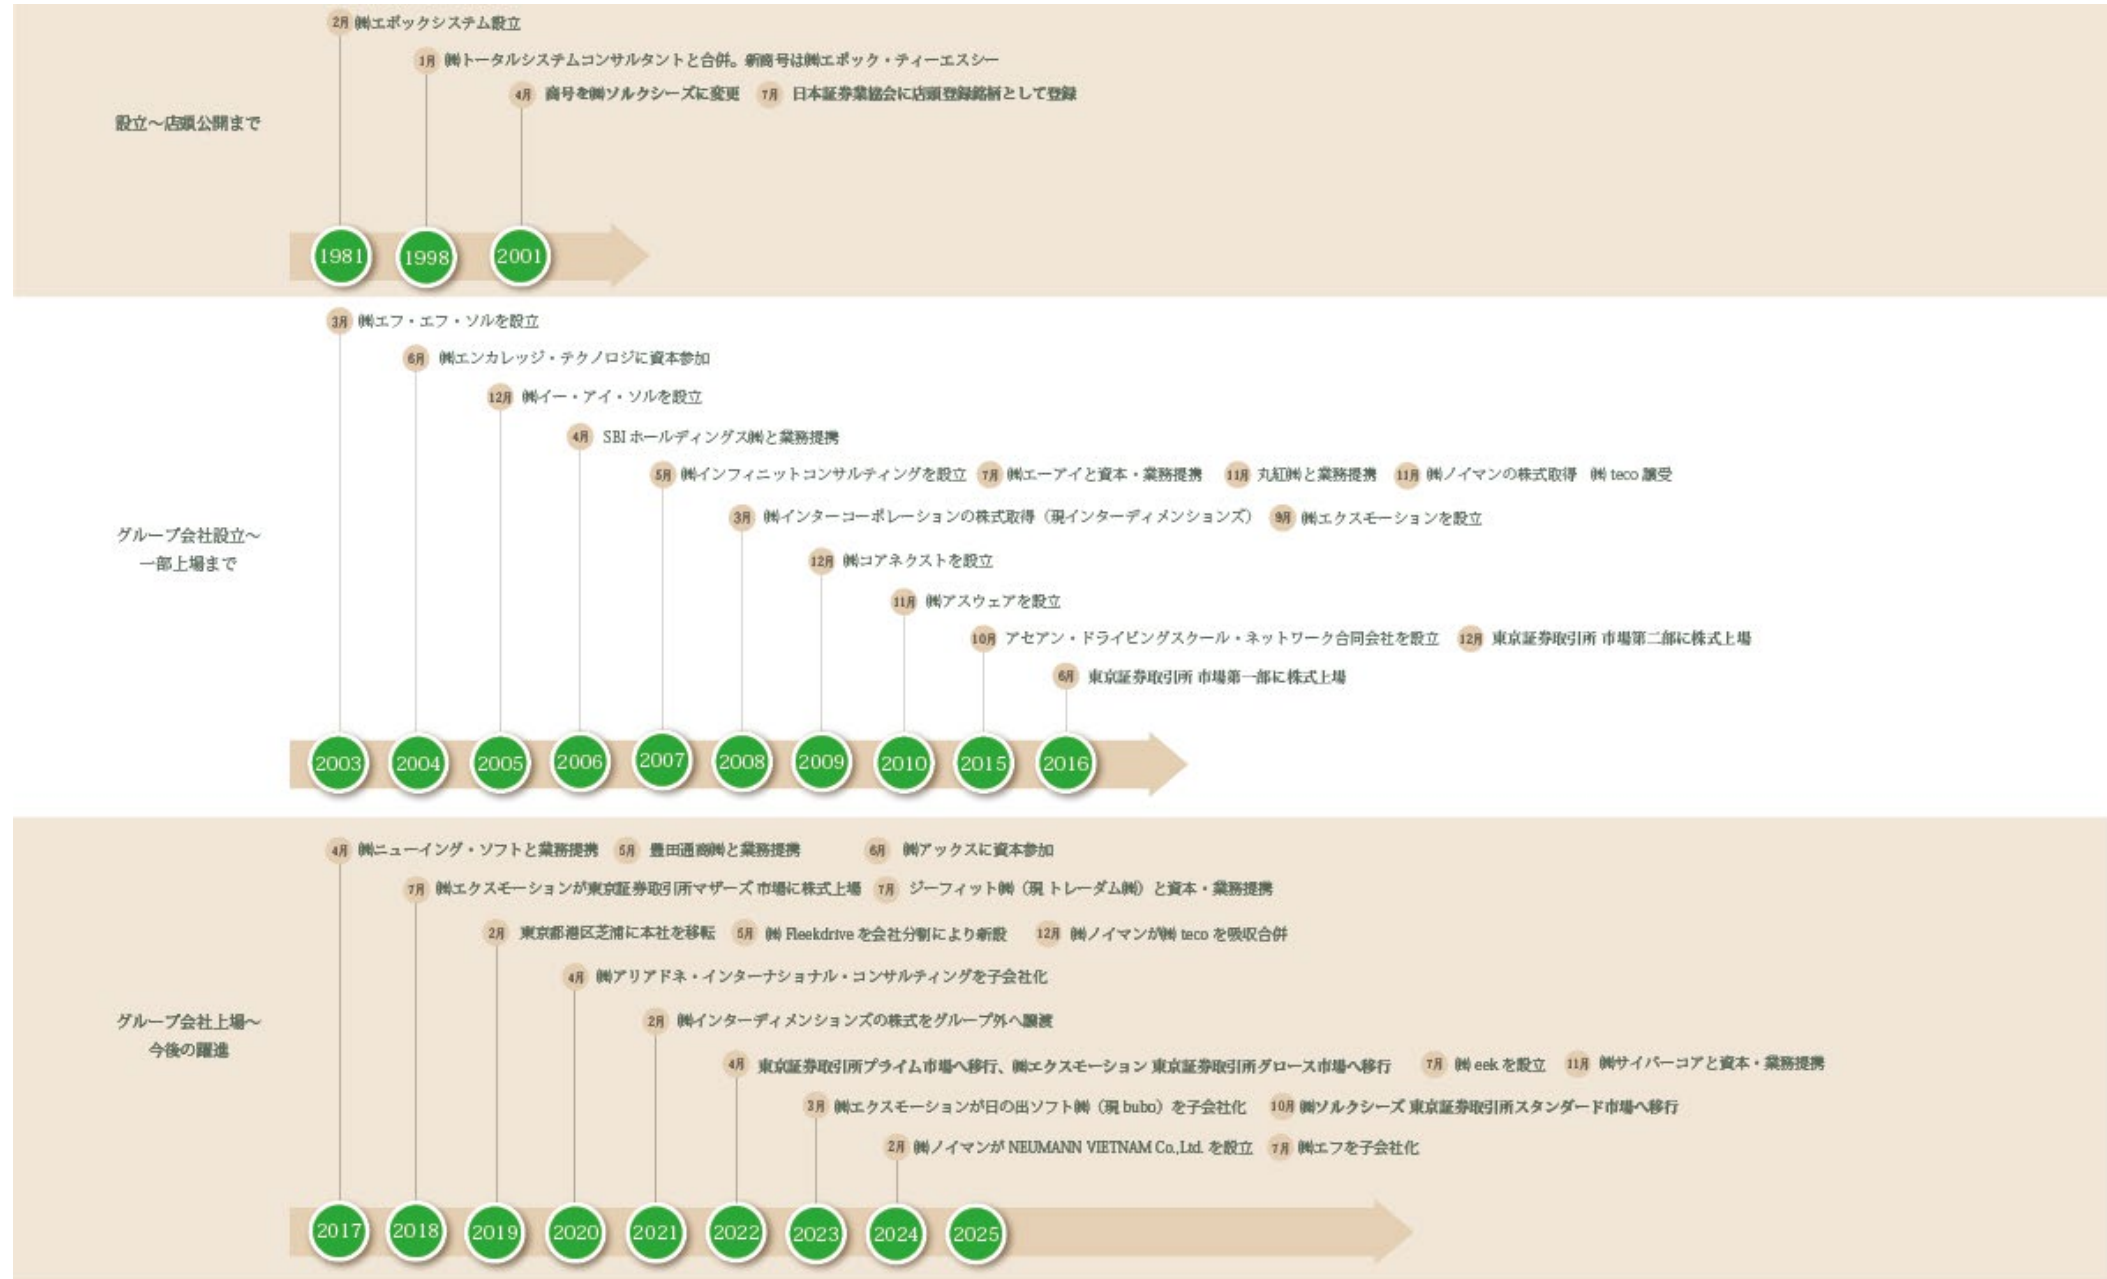 2月 ㈱エポックシステム設立
1月 ㈱トータルシステムコンサルタントと合併。新商号は㈱エポック・ティーエスシー
4月 商号を㈱ソルクシーズに変更 7月 日本証券業協会に店頭登録銘柄として登録
設立～店頭公開まで
1981 1998 2001
3月 ㈱エフ・エフ・ソルを設立
6月 ㈱エンカレッジ・テクノロジに資本参加
12月 ㈱イー・アイ・ソルを設立
4月 SBIホールディングス㈱と業務提携
5月 ㈱インフィニットコンサルティングを設立 7月 ㈱エーアイと資本・業務提携 11月 丸紅㈱と業務提携 11月 ㈱ノイマンの株式取得 ㈱teco譲受
3月 ㈱インターコーポレーションの株式取得（現インターディメンションズ） 9月 ㈱エクスモーションを設立
グループ会社設立～
一部上場まで
12月 ㈱コアネクストを設立
11月 ㈱アスウェアを設立
10月 アセアン・ドライビングスクール・ネットワーク合同会社を設立 12月 東京証券取引所 市場第二部に株式上場
6月 東京証券取引所 市場第一部に株式上場
2003 2004 2005 2006 2007 2008 2009 2010 2015 2016
4月 ㈱ニューイング・ソフトと業務提携 5月 豊田通商㈱と業務提携 6月 ㈱アックスに資本参加
7月 ㈱エクスモーションが東京証券取引所マザーズ 市場に株式上場 7月 ジーフィット㈱（現 トレーダム㈱）と資本・業務提携
2月 東京都港区芝浦に本社を移転 5月 ㈱Fleekdriveを会社分割により新設 12月 ㈱ノイマンが㈱tecoを吸収合併
4月 ㈱アリアドネ・インターナショナル・コンサルティングを子会社化
グループ会社上場～
今後の躍進
2月 ㈱インターディメンションズの株式をグループ外へ譲渡
4月 東京証券取引所プライム市場へ移行、㈱エクスモーション 東京証券取引所グロース市場へ移行 7月 ㈱eekを設立 11月 ㈱サイバーコアと資本・業務提携
3月 ㈱エクスモーションが日の出ソフト㈱（現 bubo）を子会社化 10月 ㈱ソルクシーズ 東京証券取引所スタンダード市場へ移行
2月 ㈱ノイマンが NEUMANN VIETNAM Co.,Ltd. を設立 7月 ㈱エフを子会社化
2017 2018 2019 2020 2021 2022 2023 2024 2025